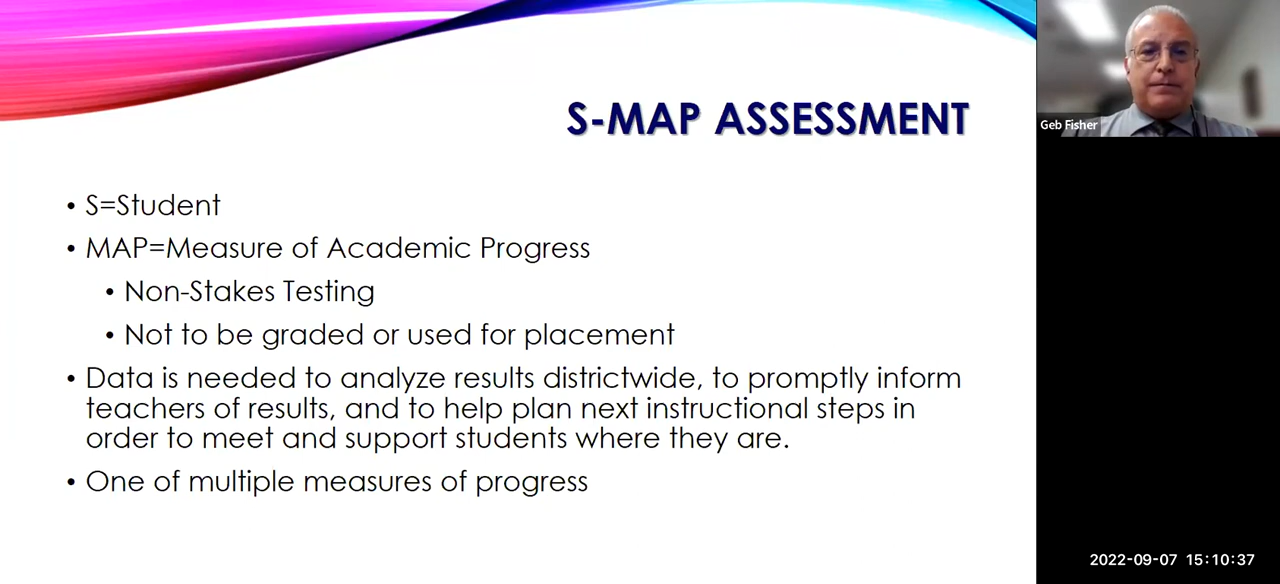 S-MAP ASSESSMENT
Geb Fisher
• S=Student
• MAP=Measure of Academic Progress
• Non-Stakes Testing
• Not to be graded or used for placement
• Data is needed to analyze results districtwide, to promptly inform
teachers of results, and to help plan next instructional steps in
order to meet and support students where they are.
• One of multiple measures of progress
2022-09-07 15:10:37